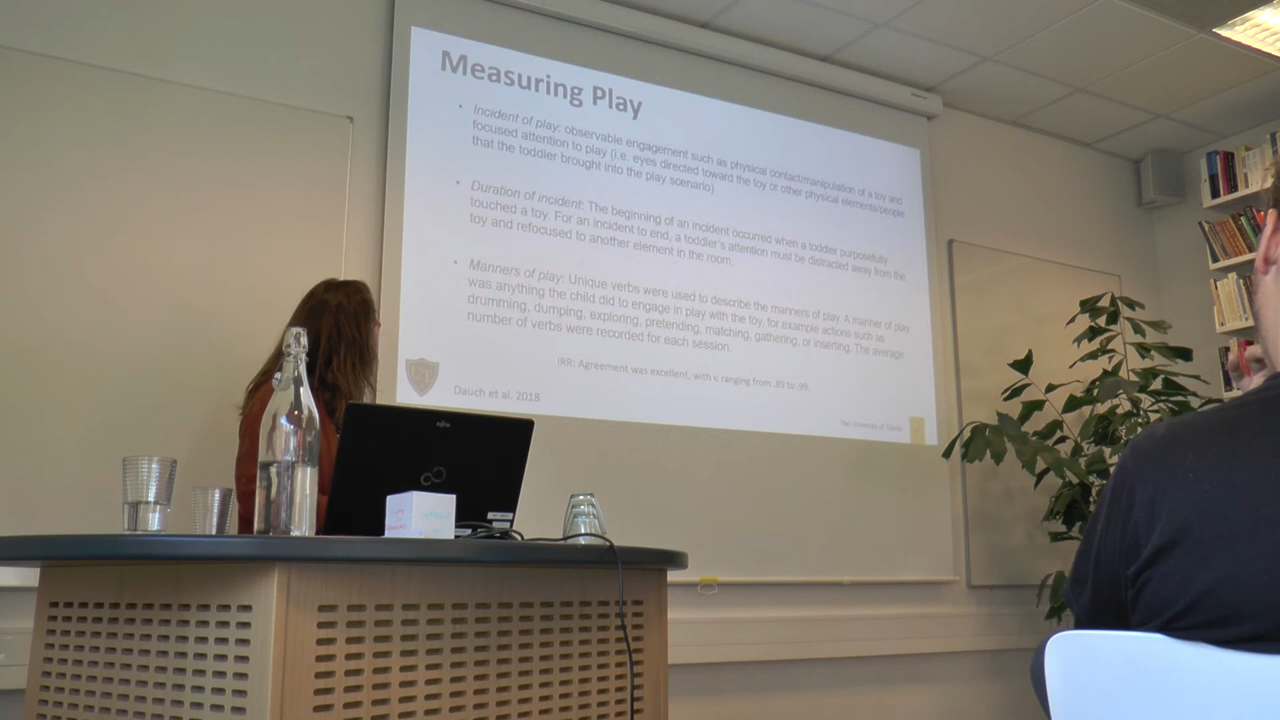 Measuring Play
• Incident of play: observable engagement such as physical contact/manipulation of a toy and
focused attention to play (i.e. eyes directed toward the toy or other physical elements/people
that the toddler brought into the play scenario)
• Duration of incident: The beginning of an incident occurred when a toddler purposefully
touched a toy. For an incident to end, a toddler's attention must be distracted away from the
toy and refocused to another element in the room.
• Manners of play: Unique verbs were used to describe the manners of play. A manner of play
was anything the child did to engage in play with the toy, for example actions such as
drumming, dumping, exploring, pretending, matching, gathering, or inserting. The average
number of verbs were recorded for each session.
IRR: Agreement was excellent, with κ ranging from .89 to .99.
Dauch et al. 2018
The University of Toledo
FUJITSU